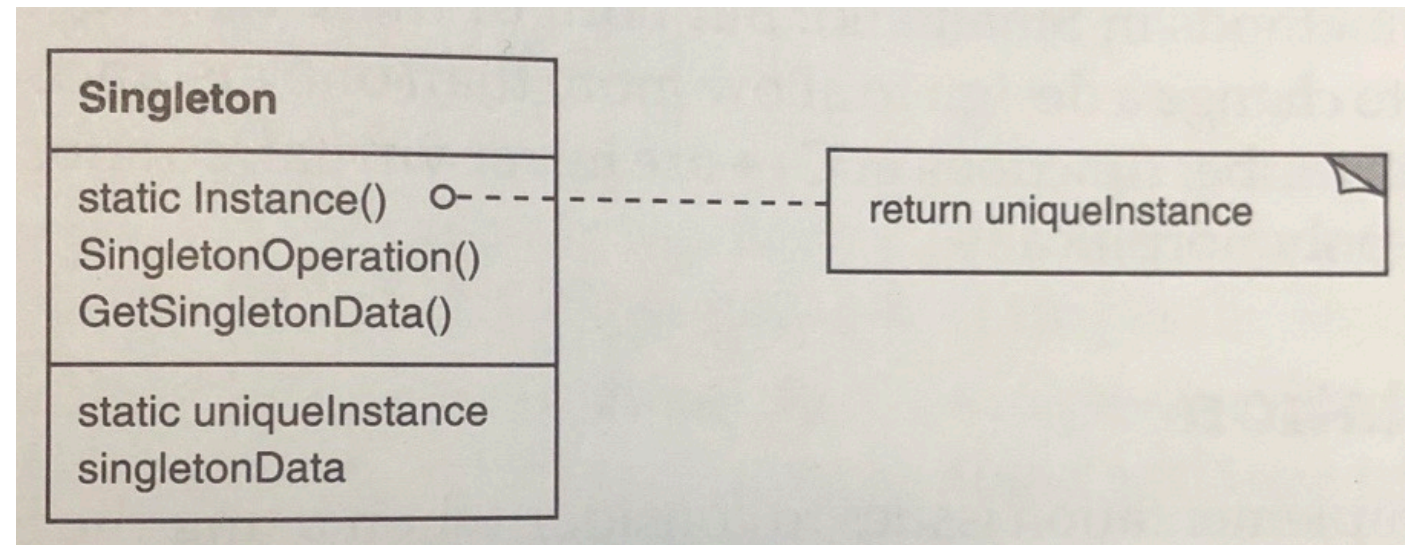 Singleton
static Instance()
SingletonOperation()
GetSingletonData()
static uniqueInstance
singletonData
return uniqueInstance